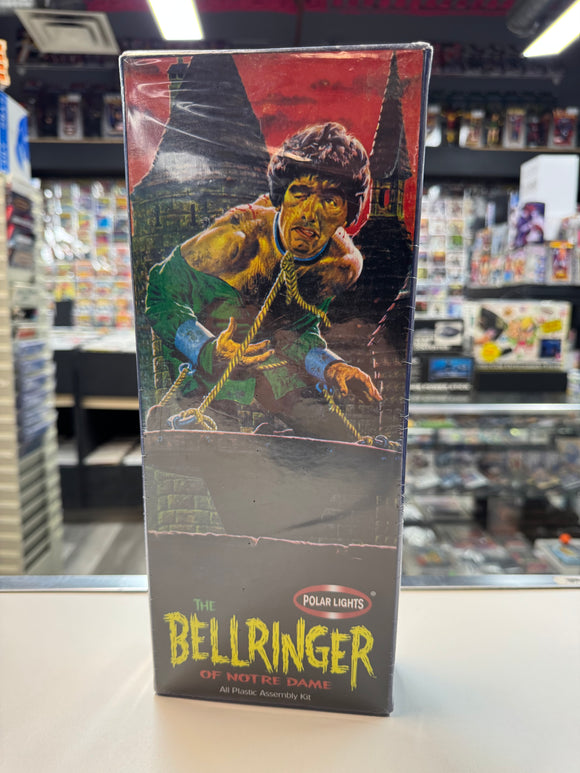 POLAR LIGHTS
®
THE
BELLRINGER
OF NOTRE DAME
All Plastic Assembly Kit